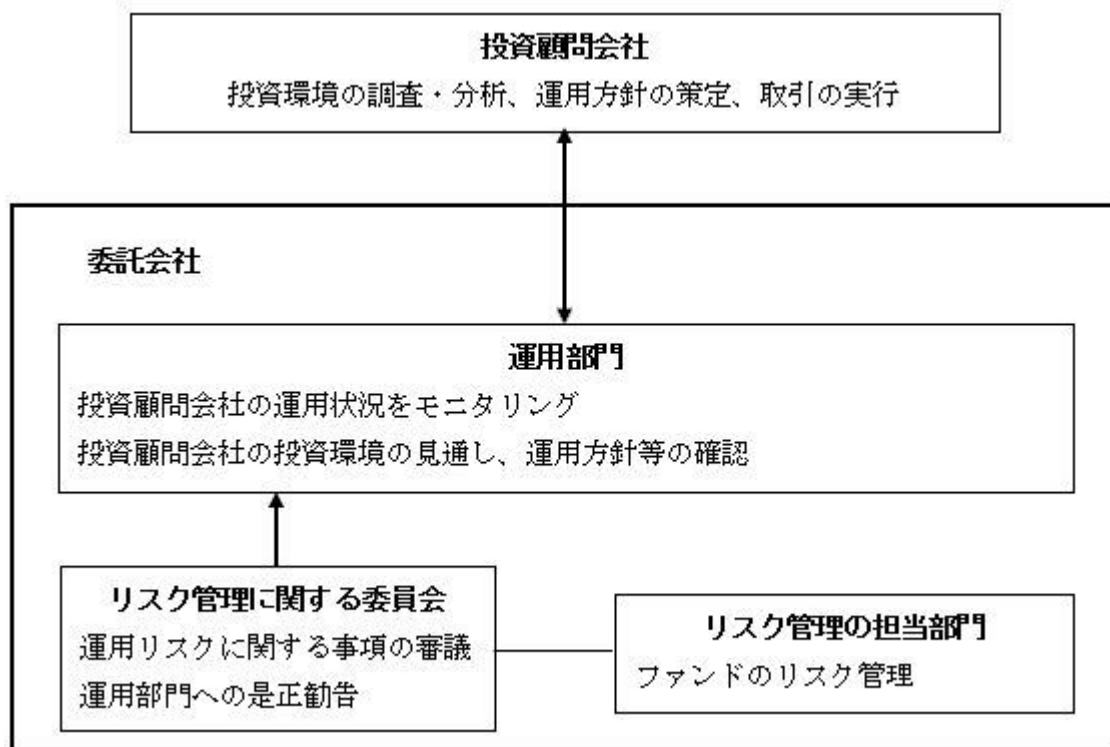 投資顧問会社
投資環境の調査・分析、運用方針の策定、取引の実行
委託会社
運用部門
投資顧問会社の運用状況をモニタリング
投資顧問会社の投資環境の見通し、運用方針等の確認
リスク管理に関する委員会
運用リスクに関する事項の審議
運用部門への是正勧告
リスク管理の担当部門
ファンドのリスク管理